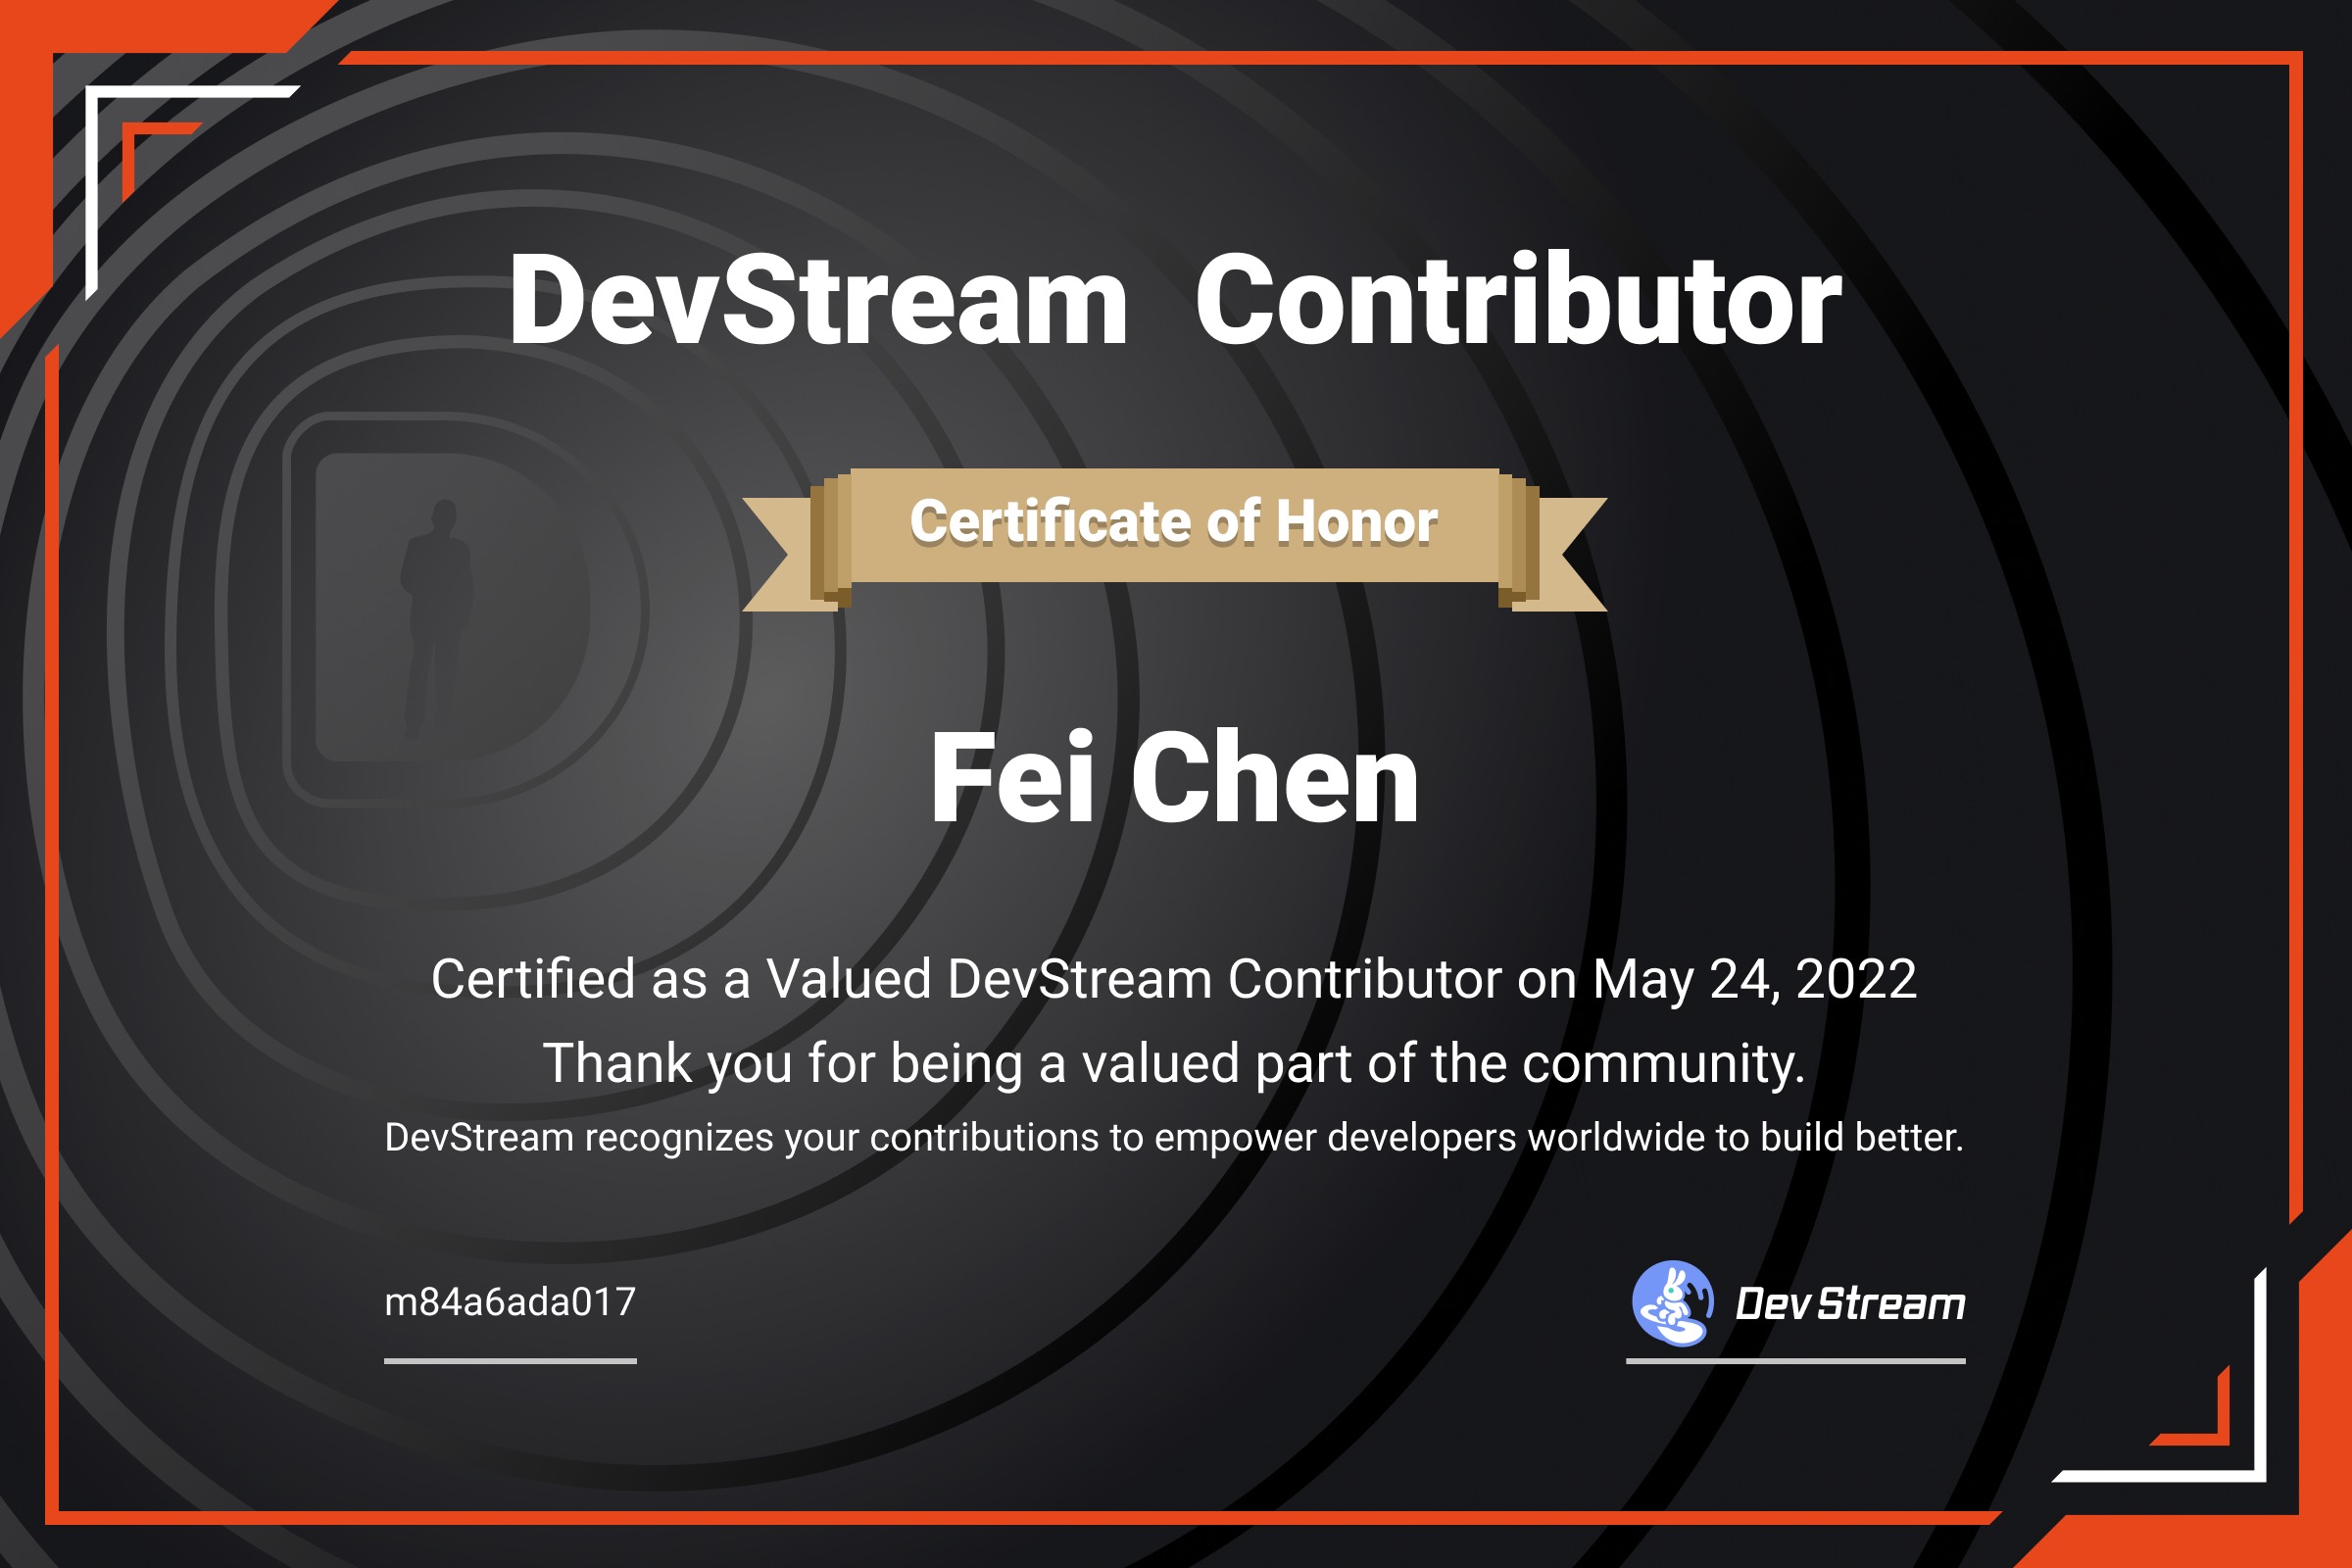 DevStream Contributor
Certificate of Honor
Fei Chen
Certified as a Valued DevStream Contributor on May 24, 2022
Thank you for being a valued part of the community.
DevStream recognizes your contributions to empower developers worldwide to build better.
m84a6ada017
DevStream